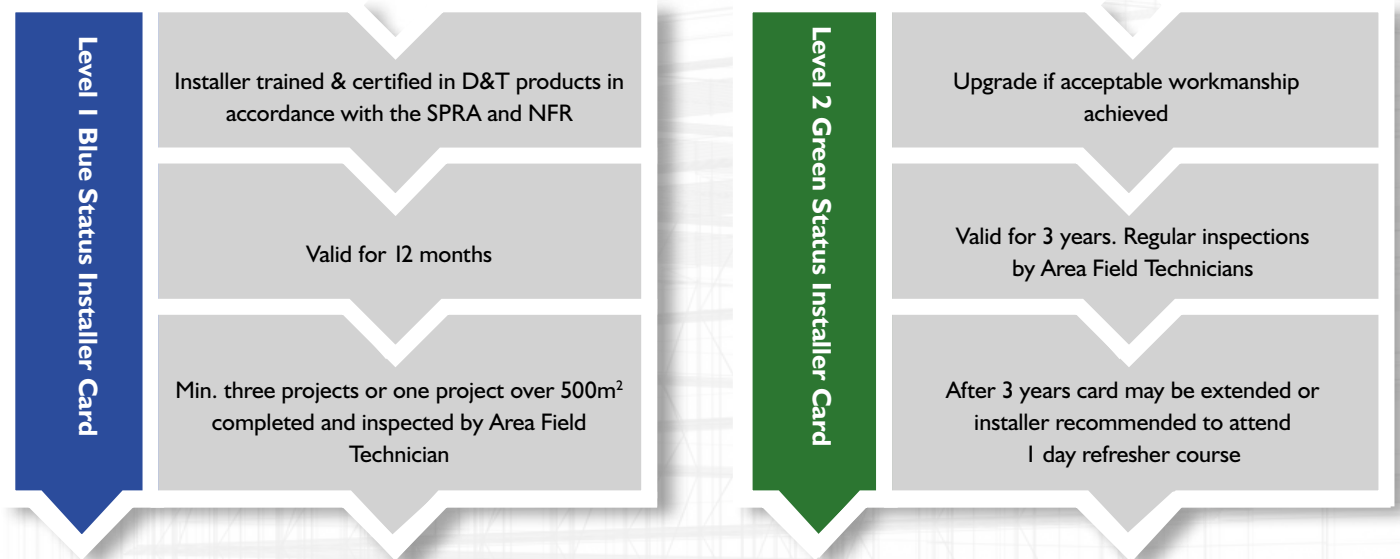 Level 1 Blue Status Installer Card
Installer trained & certified in D&T products in
accordance with the SPRA and NFR
Valid for 12 months
Min. three projects or one project over 500m²
completed and inspected by Area Field
Technician
Level 2 Green Status Installer Card
Upgrade if acceptable workmanship
achieved
Valid for 3 years. Regular inspections
by Area Field Technicians
After 3 years card may be extended or
installer recommended to attend
1 day refresher course